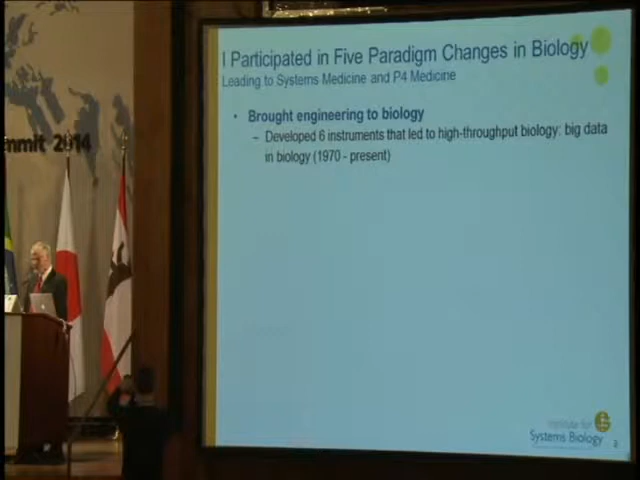 I Participated in Five Paradigm Changes in Biology
Leading to Systems Medicine and P4 Medicine
• Brought engineering to biology
– Developed 6 instruments that led to high-throughput biology: big data
in biology (1970 - present)
mmit 2014
Institute for
Systems Biology